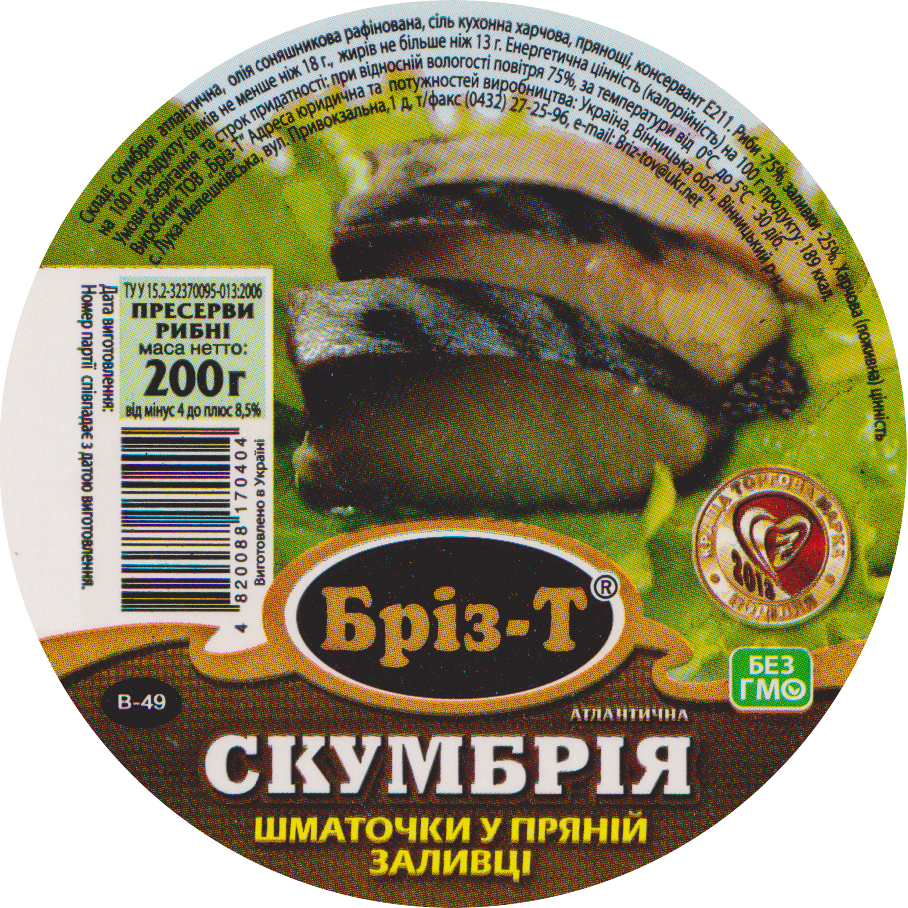 Склад: скумбрія атлантична, олія соняшникова рафінована, сіль кухонна харчова, прянощі, консервант Е211. Риби -75%, заливки -25%. Харчова (поживна) цінність
на 100 г продукту: білків не менше ніж 18 г., жирів не більше ніж 13 г. Енергетична цінність (калорійність) на 100 г продукту: 189 ккал.
Умови зберігання та строк придатності: при відносній вологості повітря 75%, за температури від 0°С до 5°С - 30 діб.
Виробник ТОВ „Бріз-Т" Адреса юридична та потужностей виробництва: Україна, Вінницька обл., Вінницький р-н,
с. Лука-Мелешківська, вул. Привокзальна,1 д, т/факс (0432) 27-25-96, e-mail: Briz-tov@ukr.net
ТУ У 15.2-32370095-013:2006
ПРЕСЕРВИ
РИБНІ
маса нетто:
200 г
від мінус 4 до плюс 8,5%
Дата виготовлення:
Номер партії співпадає з датою виготовлення.
4 820088 170404
Виготовлено в Україні
КРАЩА ТОРГОВА МАРКА
Бріз-Т®
БЕЗ
ГМО
В-49
АТЛАНТИЧНА
СКУМБРІЯ
ШМАТОЧКИ У ПРЯНІЙ
ЗАЛИВЦІ